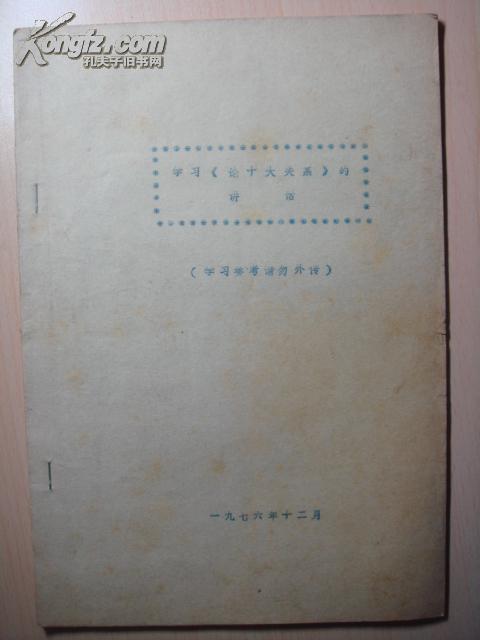 Kongfz.com
孔夫子旧书网
学习《论十大关系》的
讲话
(学习参考请勿外传)
一九七六年十二月